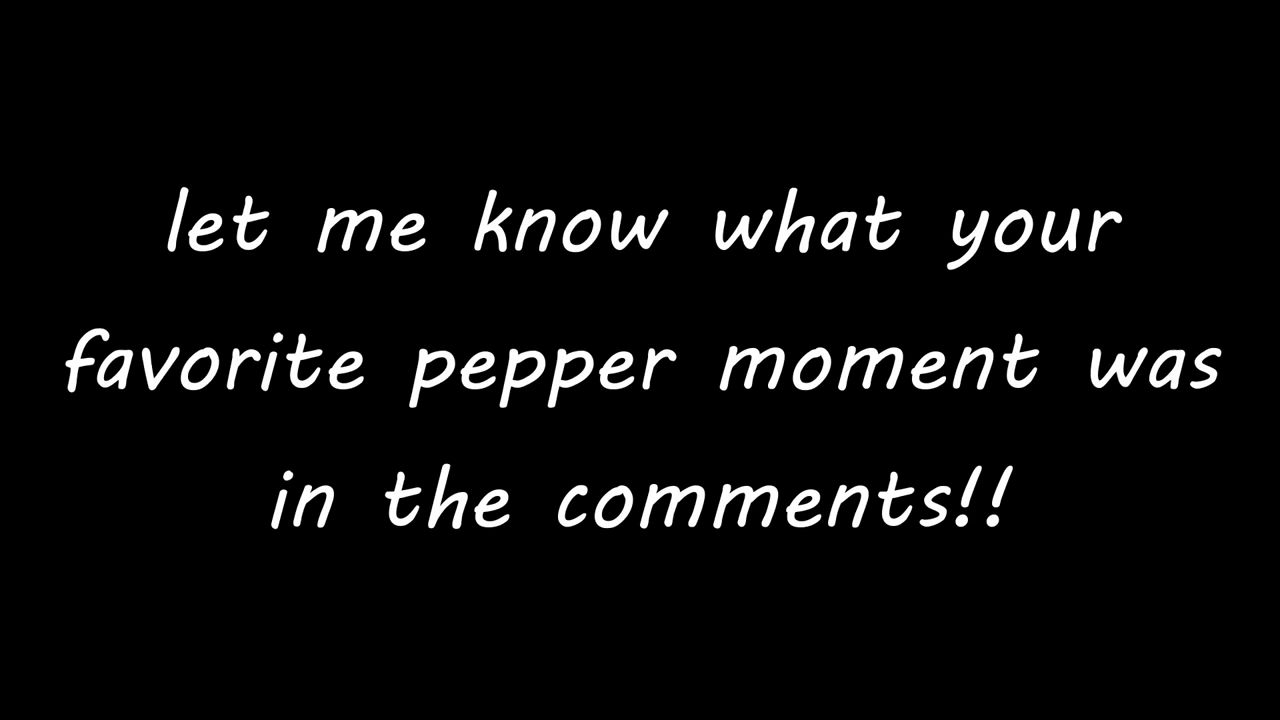 let me know what your
favorite pepper moment was
in the comments!!